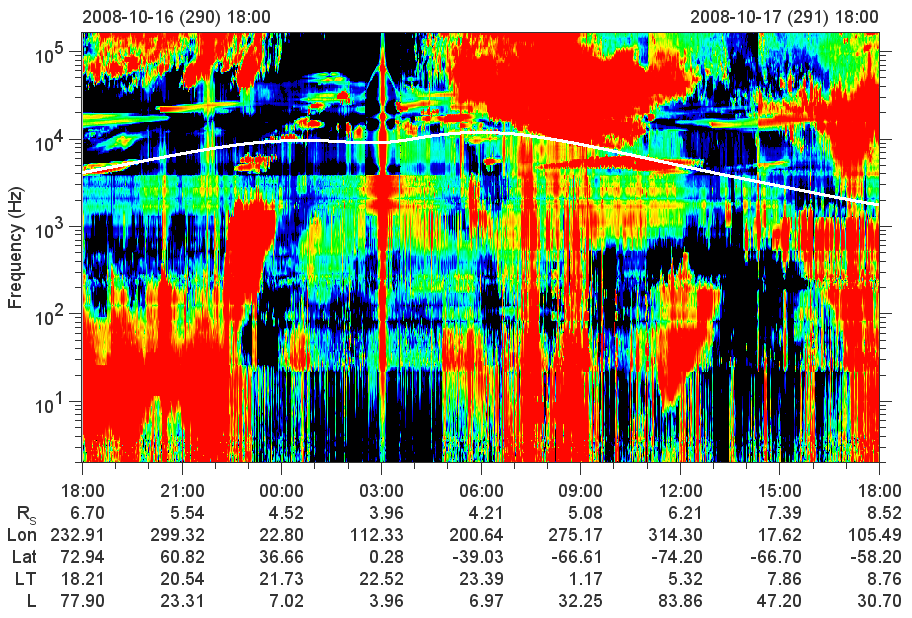 2008-10-16 (290) 18:00 2008-10-17 (291) 18:00
10^5
10^4
10^3
10^2
10^1
Frequency (Hz)
18:00 21:00 00:00 03:00 06:00 09:00 12:00 15:00 18:00
R_S 6.70 5.54 4.52 3.96 4.21 5.08 6.21 7.39 8.52
Lon 232.91 299.32 22.80 112.33 200.64 275.17 314.30 17.62 105.49
Lat 72.94 60.82 36.66 0.28 -39.03 -66.61 -74.20 -66.70 -58.20
LT 18.21 20.54 21.73 22.52 23.39 1.17 5.32 7.86 8.76
L 77.90 23.31 7.02 3.96 6.97 32.25 83.86 47.20 30.70